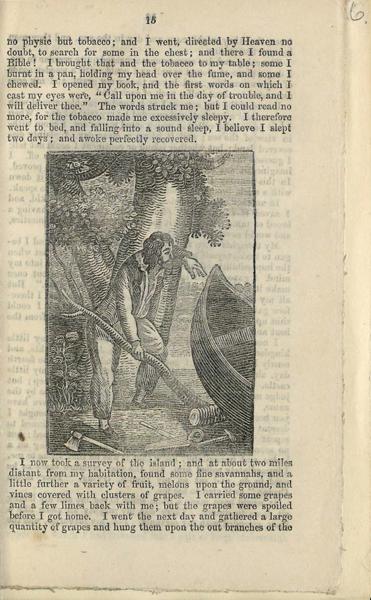 15
6.
no physic but tobacco; and I went, directed by Heaven no
doubt, to search for some in the chest; and there I found a
Bible! I brought that and the tobacco to my table; some I
burnt in a pan, holding my head over the fume, and some I
chewed. I opened my book, and the first words on which I
cast my eyes were, "Call upon me in the day of trouble, and I
will deliver thee." The words struck me; but I could read no
more, for the tobacco made me excessively sleepy. I therefore
went to bed, and falling into a sound sleep, I believe I slept
two days; and awoke perfectly recovered.
I now took a survey of the island; and at about two miles
distant from my habitation, found some fine savannahs, and a
little further a variety of fruit, melons upon the ground, and
vines covered with clusters of grapes. I carried some grapes
and a few limes back with me; but the grapes were spoiled
before I got home. I went the next day and gathered a large
quantity of grapes and hung them upon the out branches of the